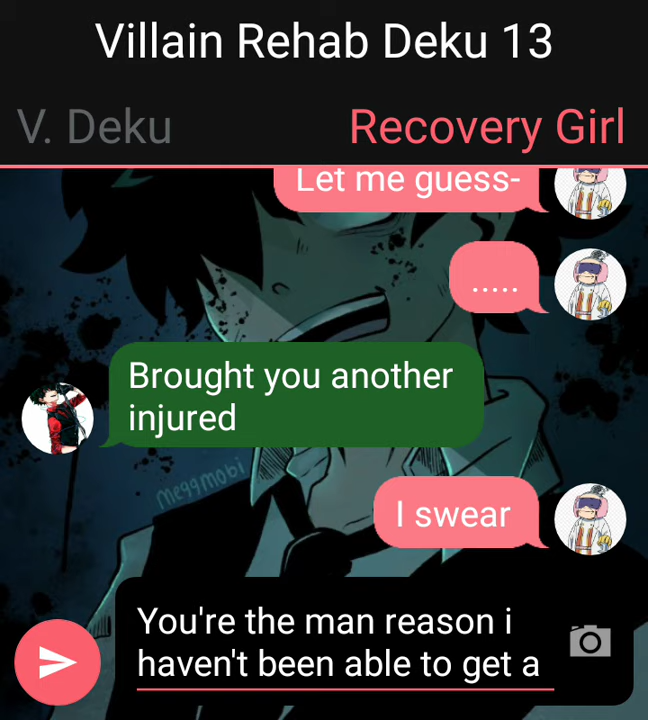 Villain Rehab Deku 13
V. Deku
Recovery Girl
Let me guess-
.....
Brought you another
injured
meggmobi
I swear
You're the man reason i
haven't been able to get a